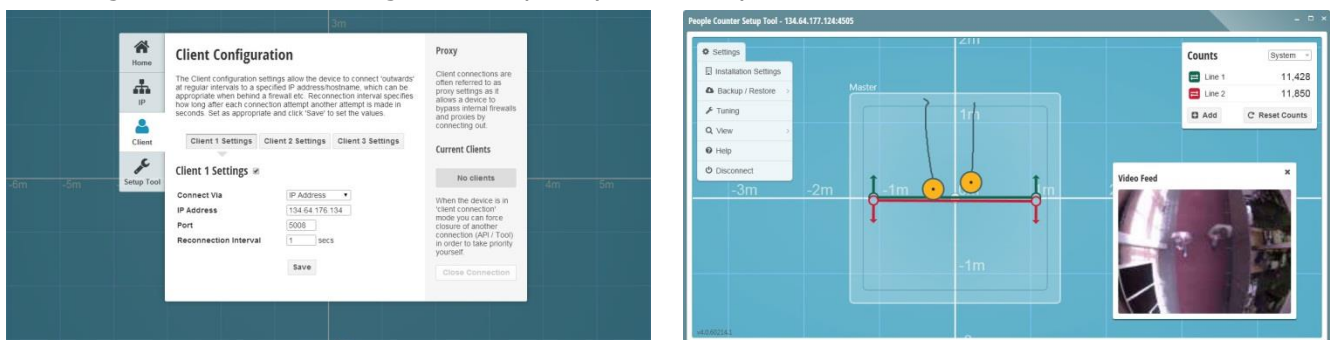 3m
-6m
-5m
4m
5m
Home
IP
Client
Setup Tool
Client Configuration
The Client configuration settings allow the device to connect 'outwards'
at regular intervals to a specified IP address/hostname, which can be
appropriate when behind a firewall etc. Reconnection interval specifies
how long after each connection attempt another attempt is made in
seconds. Set as appropriate and click 'Save' to set the values.
Client 1 Settings Client 2 Settings Client 3 Settings
Client 1 Settings
Connect Via IP Address
IP Address 134.64.176.134
Port 5008
Reconnection Interval 1 secs
Save
Proxy
Client connections are
often referred to as
proxy settings as it
allows a device to
bypass internal firewalls
and proxies by
connecting out.
Current Clients
No clients
When the device is in
'client connection'
mode you can force
closure of another
connection (API / Tool)
in order to take priority
yourself.
Close Connection
People Counter Setup Tool - 134.64.177.124:4505
Settings
Installation Settings
Backup / Restore
Tuning
View
Help
Disconnect
Master
2m
1m
-3m
-2m
-1m
-1m
Counts System
Line 1 11,428
Line 2 11,850
Add Reset Counts
Video Feed
v4.0.60214.1